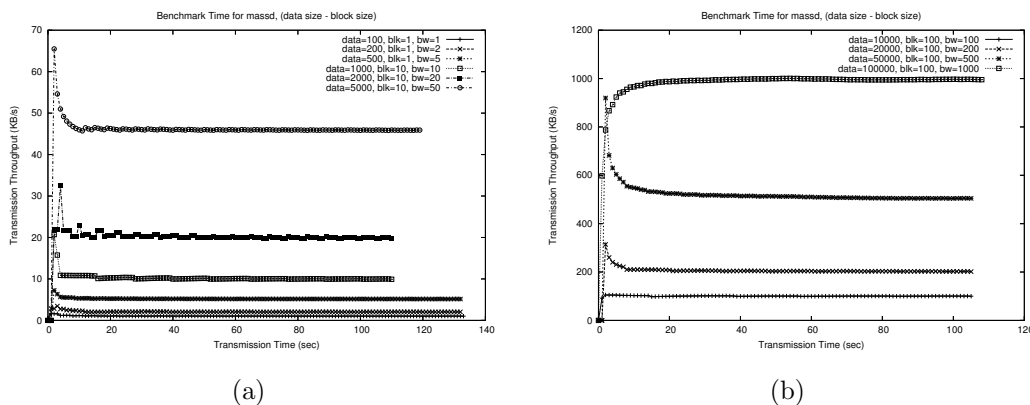 Benchmark Time for massd, (data size - block size)
70
60
50
40
30
20
10
0
0
20
40
60
80
100
120
140
Transmission Throughput (KB/s)
Transmission Time (sec)
data=100, blk=1, bw=1
data=200, blk=1, bw=2
data=500, blk=1, bw=5
data=1000, blk=10, bw=10
data=2000, blk=10, bw=20
data=5000, blk=10, bw=50
(a)
Benchmark Time for massd, (data size - block size)
1200
1000
800
600
400
200
0
0
20
40
60
80
100
120
Transmission Throughput (KB/s)
Transmission Time (sec)
data=10000, blk=100, bw=100
data=20000, blk=100, bw=200
data=50000, blk=100, bw=500
data=100000, blk=100, bw=1000
(b)